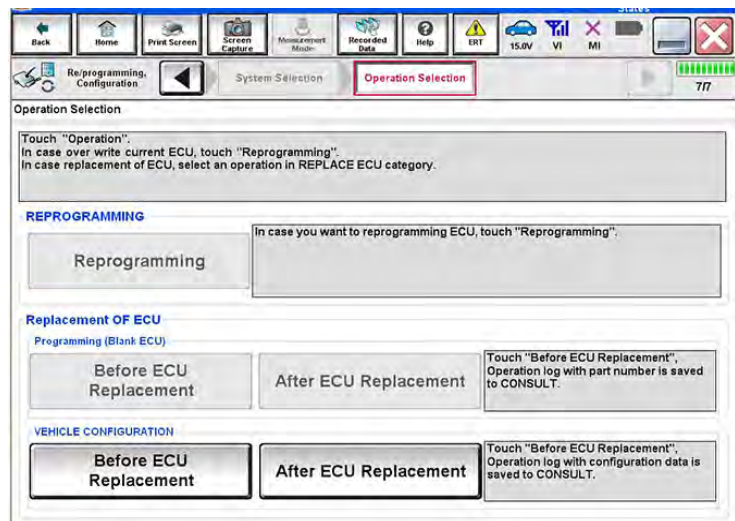 States
Back
Home
Print Screen
Screen
Capture
Measurement
Mode
Recorded
Data
Help
ERT
15.0V
VI
MI
Re/programming,
Configuration
System Selection
Operation Selection
7/7
Operation Selection
Touch "Operation".
In case over write current ECU, touch "Reprogramming".
In case replacement of ECU, select an operation in REPLACE ECU category.
REPROGRAMMING
Reprogramming
In case you want to reprogramming ECU, touch "Reprogramming".
Replacement OF ECU
Programming (Blank ECU)
Before ECU
Replacement
After ECU Replacement
Touch "Before ECU Replacement",
Operation log with part number is saved
to CONSULT.
VEHICLE CONFIGURATION
Before ECU
Replacement
After ECU Replacement
Touch "Before ECU Replacement",
Operation log with configuration data is
saved to CONSULT.